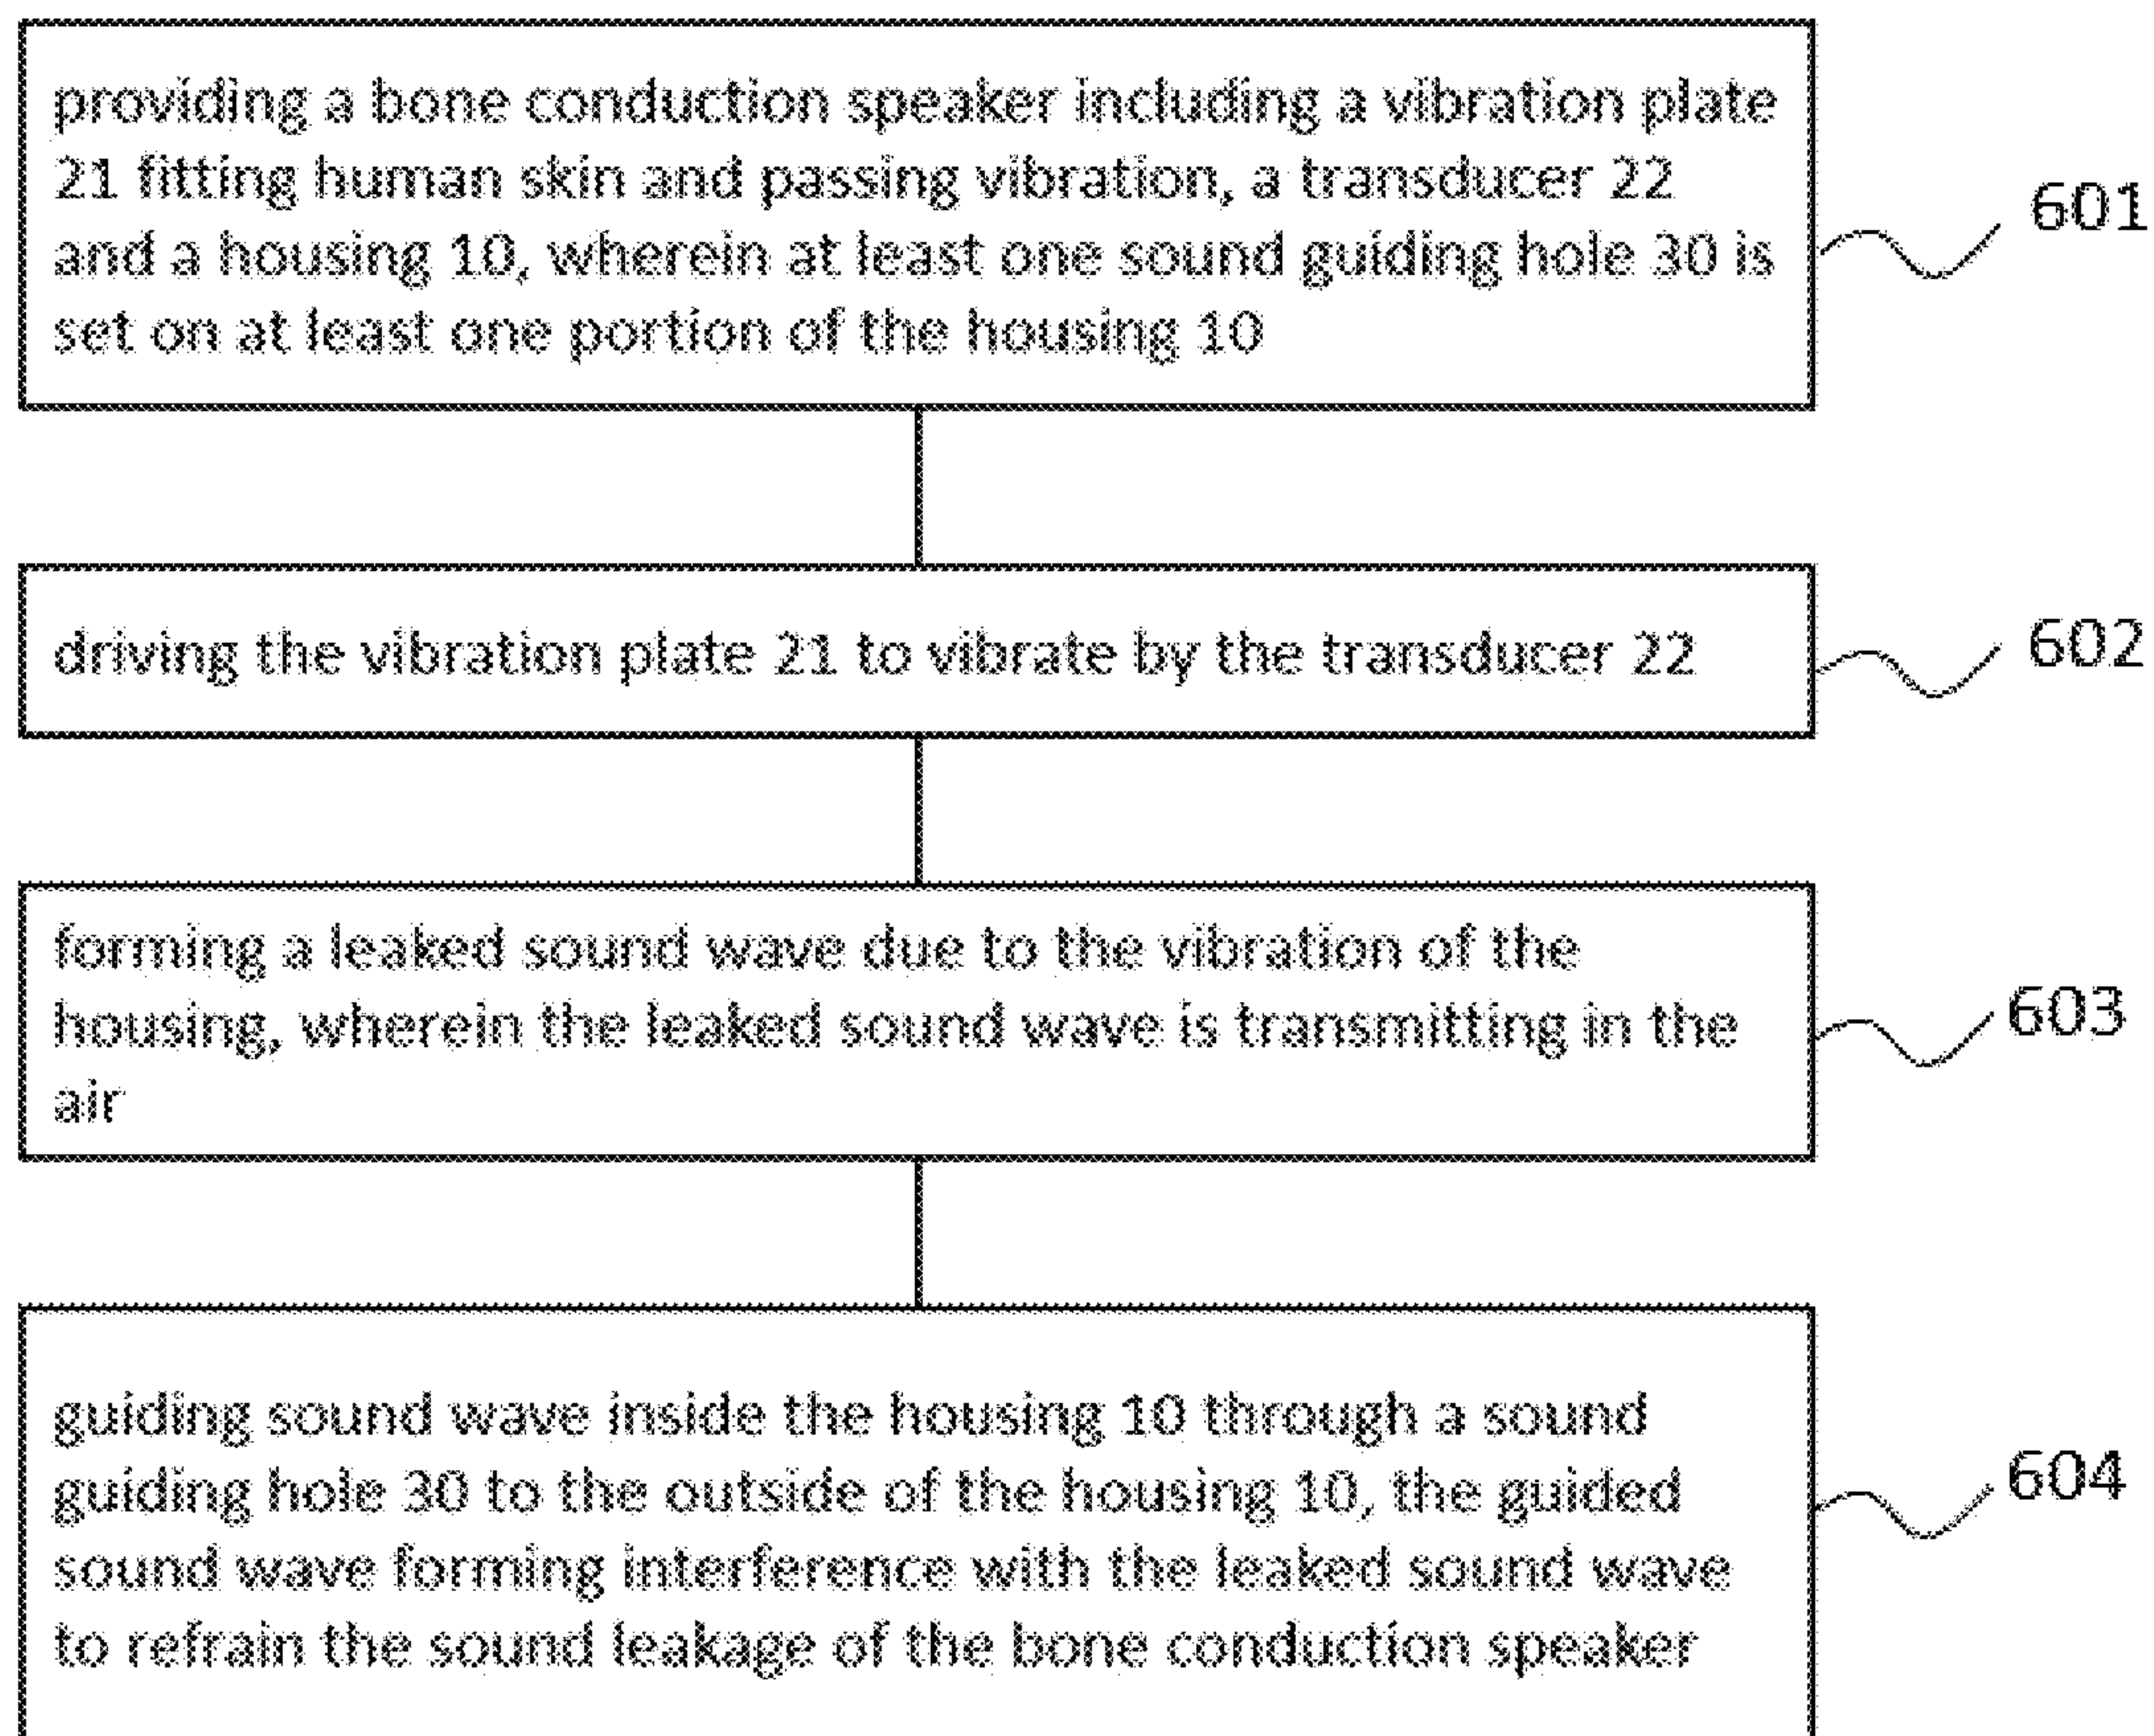 providing a bone conduction speaker including a vibration plate
21 fitting human skin and passing vibration, a transducer 22
and a housing 10, wherein at least one sound guiding hole 30 is
set on at least one portion of the housing 10
601
driving the vibration plate 21 to vibrate by the transducer 22
602
forming a leaked sound wave due to the vibration of the
housing, wherein the leaked sound wave is transmitting in the
air
603
guiding sound wave inside the housing 10 through a sound
guiding hole 30 to the outside of the housing 10, the guided
sound wave forming interference with the leaked sound wave
to refrain the sound leakage of the bone conduction speaker
604